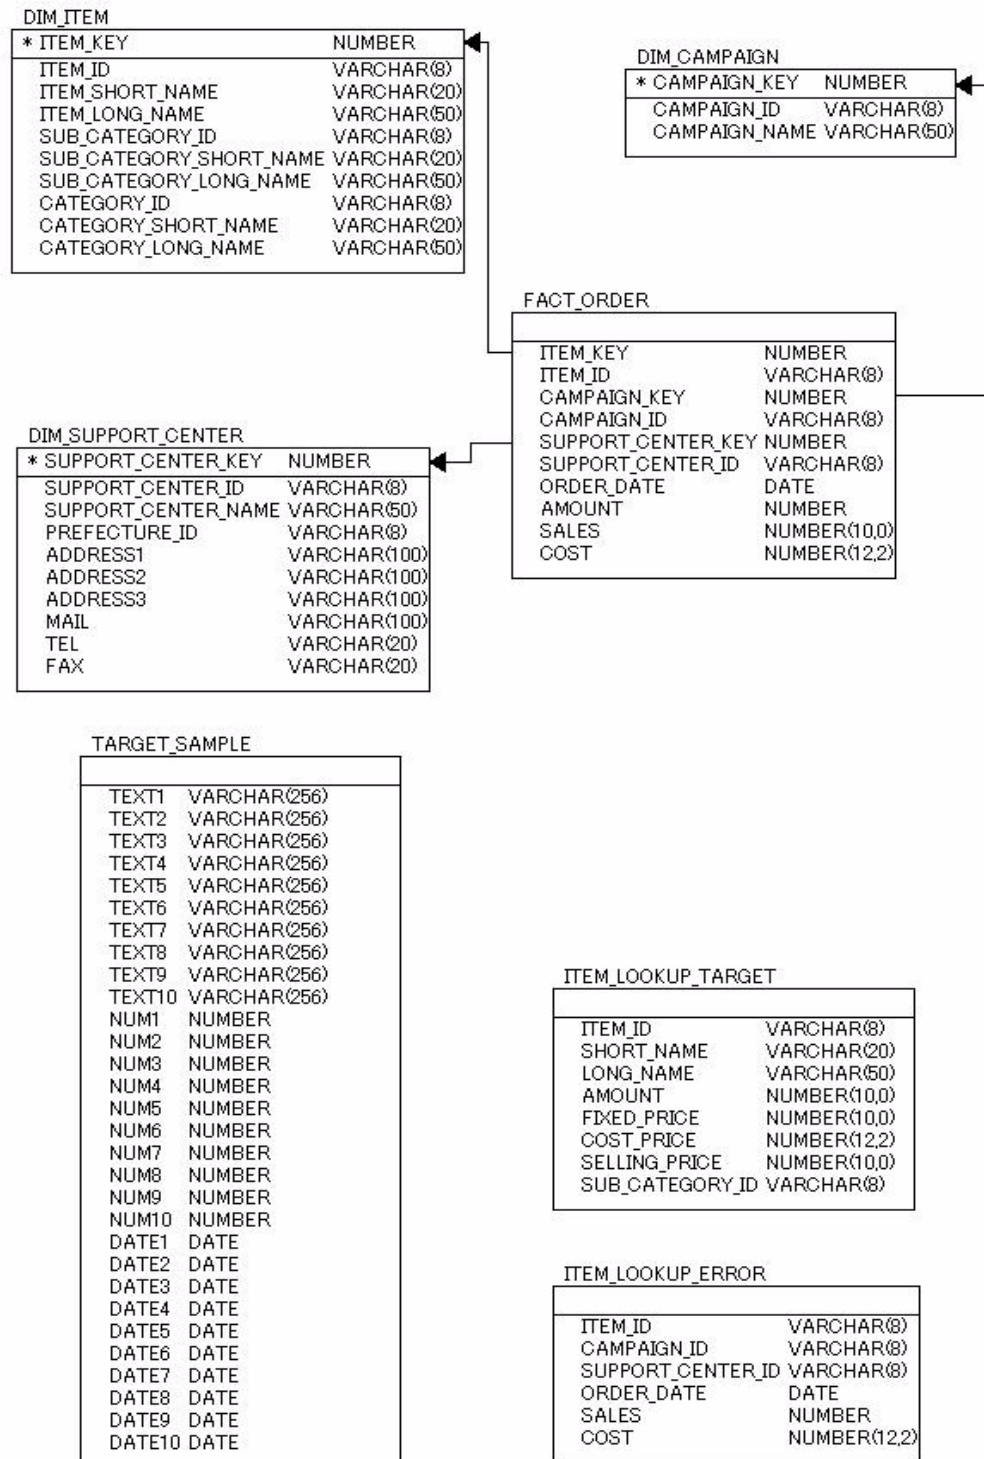 DIM_ITEM
* ITEM_KEY NUMBER
ITEM_ID VARCHAR(8)
ITEM_SHORT_NAME VARCHAR(20)
ITEM_LONG_NAME VARCHAR(50)
SUB_CATEGORY_ID VARCHAR(8)
SUB_CATEGORY_SHORT_NAME VARCHAR(20)
SUB_CATEGORY_LONG_NAME VARCHAR(50)
CATEGORY_ID VARCHAR(8)
CATEGORY_SHORT_NAME VARCHAR(20)
CATEGORY_LONG_NAME VARCHAR(50)
DIM_CAMPAIGN
* CAMPAIGN_KEY NUMBER
CAMPAIGN_ID VARCHAR(8)
CAMPAIGN_NAME VARCHAR(50)
FACT_ORDER
ITEM_KEY NUMBER
ITEM_ID VARCHAR(8)
CAMPAIGN_KEY NUMBER
CAMPAIGN_ID VARCHAR(8)
SUPPORT_CENTER_KEY NUMBER
SUPPORT_CENTER_ID VARCHAR(8)
ORDER_DATE DATE
AMOUNT NUMBER
SALES NUMBER(10,0)
COST NUMBER(12,2)
DIM_SUPPORT_CENTER
* SUPPORT_CENTER_KEY NUMBER
SUPPORT_CENTER_ID VARCHAR(8)
SUPPORT_CENTER_NAME VARCHAR(50)
PREFECTURE_ID VARCHAR(8)
ADDRESS1 VARCHAR(100)
ADDRESS2 VARCHAR(100)
ADDRESS3 VARCHAR(100)
MAIL VARCHAR(100)
TEL VARCHAR(20)
FAX VARCHAR(20)
TARGET_SAMPLE
TEXT1 VARCHAR(256)
TEXT2 VARCHAR(256)
TEXT3 VARCHAR(256)
TEXT4 VARCHAR(256)
TEXT5 VARCHAR(256)
TEXT6 VARCHAR(256)
TEXT7 VARCHAR(256)
TEXT8 VARCHAR(256)
TEXT9 VARCHAR(256)
TEXT10 VARCHAR(256)
NUM1 NUMBER
NUM2 NUMBER
NUM3 NUMBER
NUM4 NUMBER
NUM5 NUMBER
NUM6 NUMBER
NUM7 NUMBER
NUM8 NUMBER
NUM9 NUMBER
NUM10 NUMBER
DATE1 DATE
DATE2 DATE
DATE3 DATE
DATE4 DATE
DATE5 DATE
DATE6 DATE
DATE7 DATE
DATE8 DATE
DATE9 DATE
DATE10 DATE
ITEM_LOOKUP_TARGET
ITEM_ID VARCHAR(8)
SHORT_NAME VARCHAR(20)
LONG_NAME VARCHAR(50)
AMOUNT NUMBER(10,0)
FIXED_PRICE NUMBER(10,0)
COST_PRICE NUMBER(12,2)
SELLING_PRICE NUMBER(10,0)
SUB_CATEGORY_ID VARCHAR(8)
ITEM_LOOKUP_ERROR
ITEM_ID VARCHAR(8)
CAMPAIGN_ID VARCHAR(8)
SUPPORT_CENTER_ID VARCHAR(8)
ORDER_DATE DATE
SALES NUMBER
COST NUMBER(12,2)